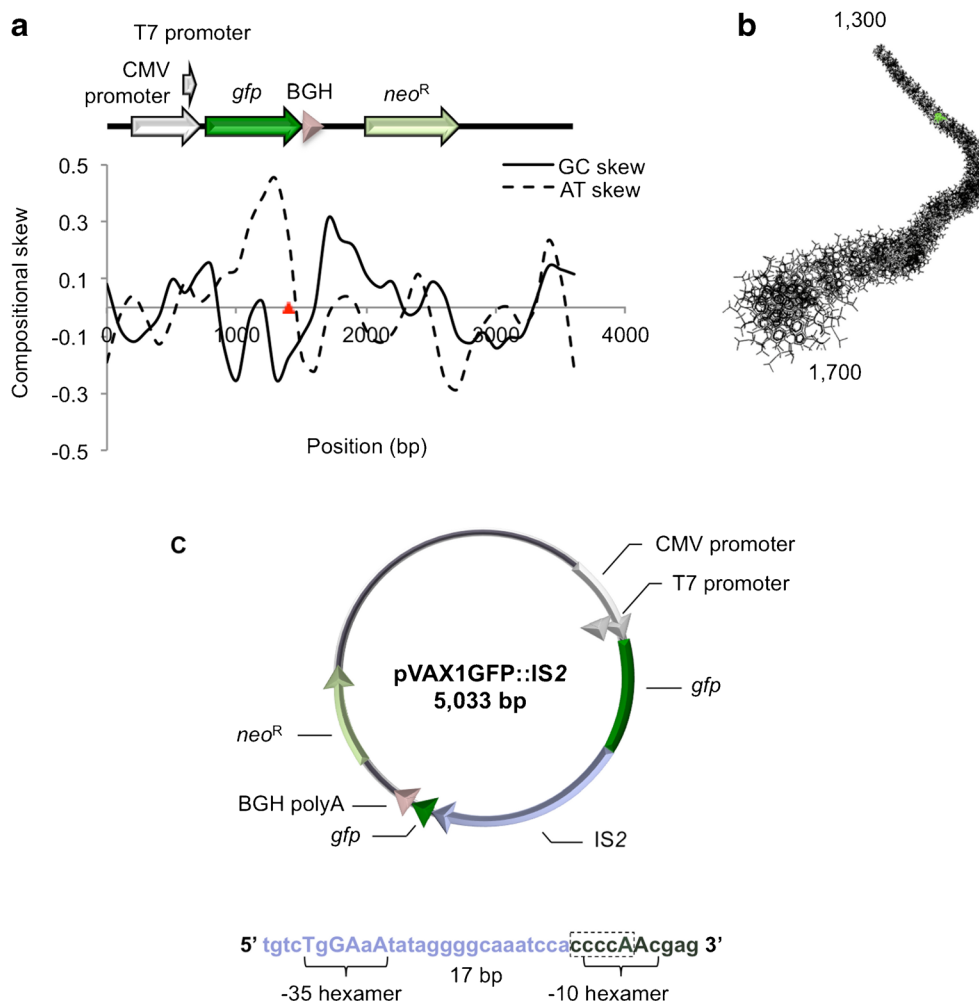 a
T7 promoter
CMV
promoter
gfp
BGH
neoR
0.5
0.3
0.1
-0.1
-0.3
-0.5
Compositional skew
GC skew
AT skew
0
1000
2000
3000
4000
Position (bp)
b
1,300
1,700
c
CMV promoter
T7 promoter
pVAX1GFP::IS2
5,033 bp
gfp
neoR
BGH polyA
gfp
IS2
5’ tgtcTgGAaAtataggggcaaatccaccccAAcgag 3’
17 bp
-35 hexamer
-10 hexamer